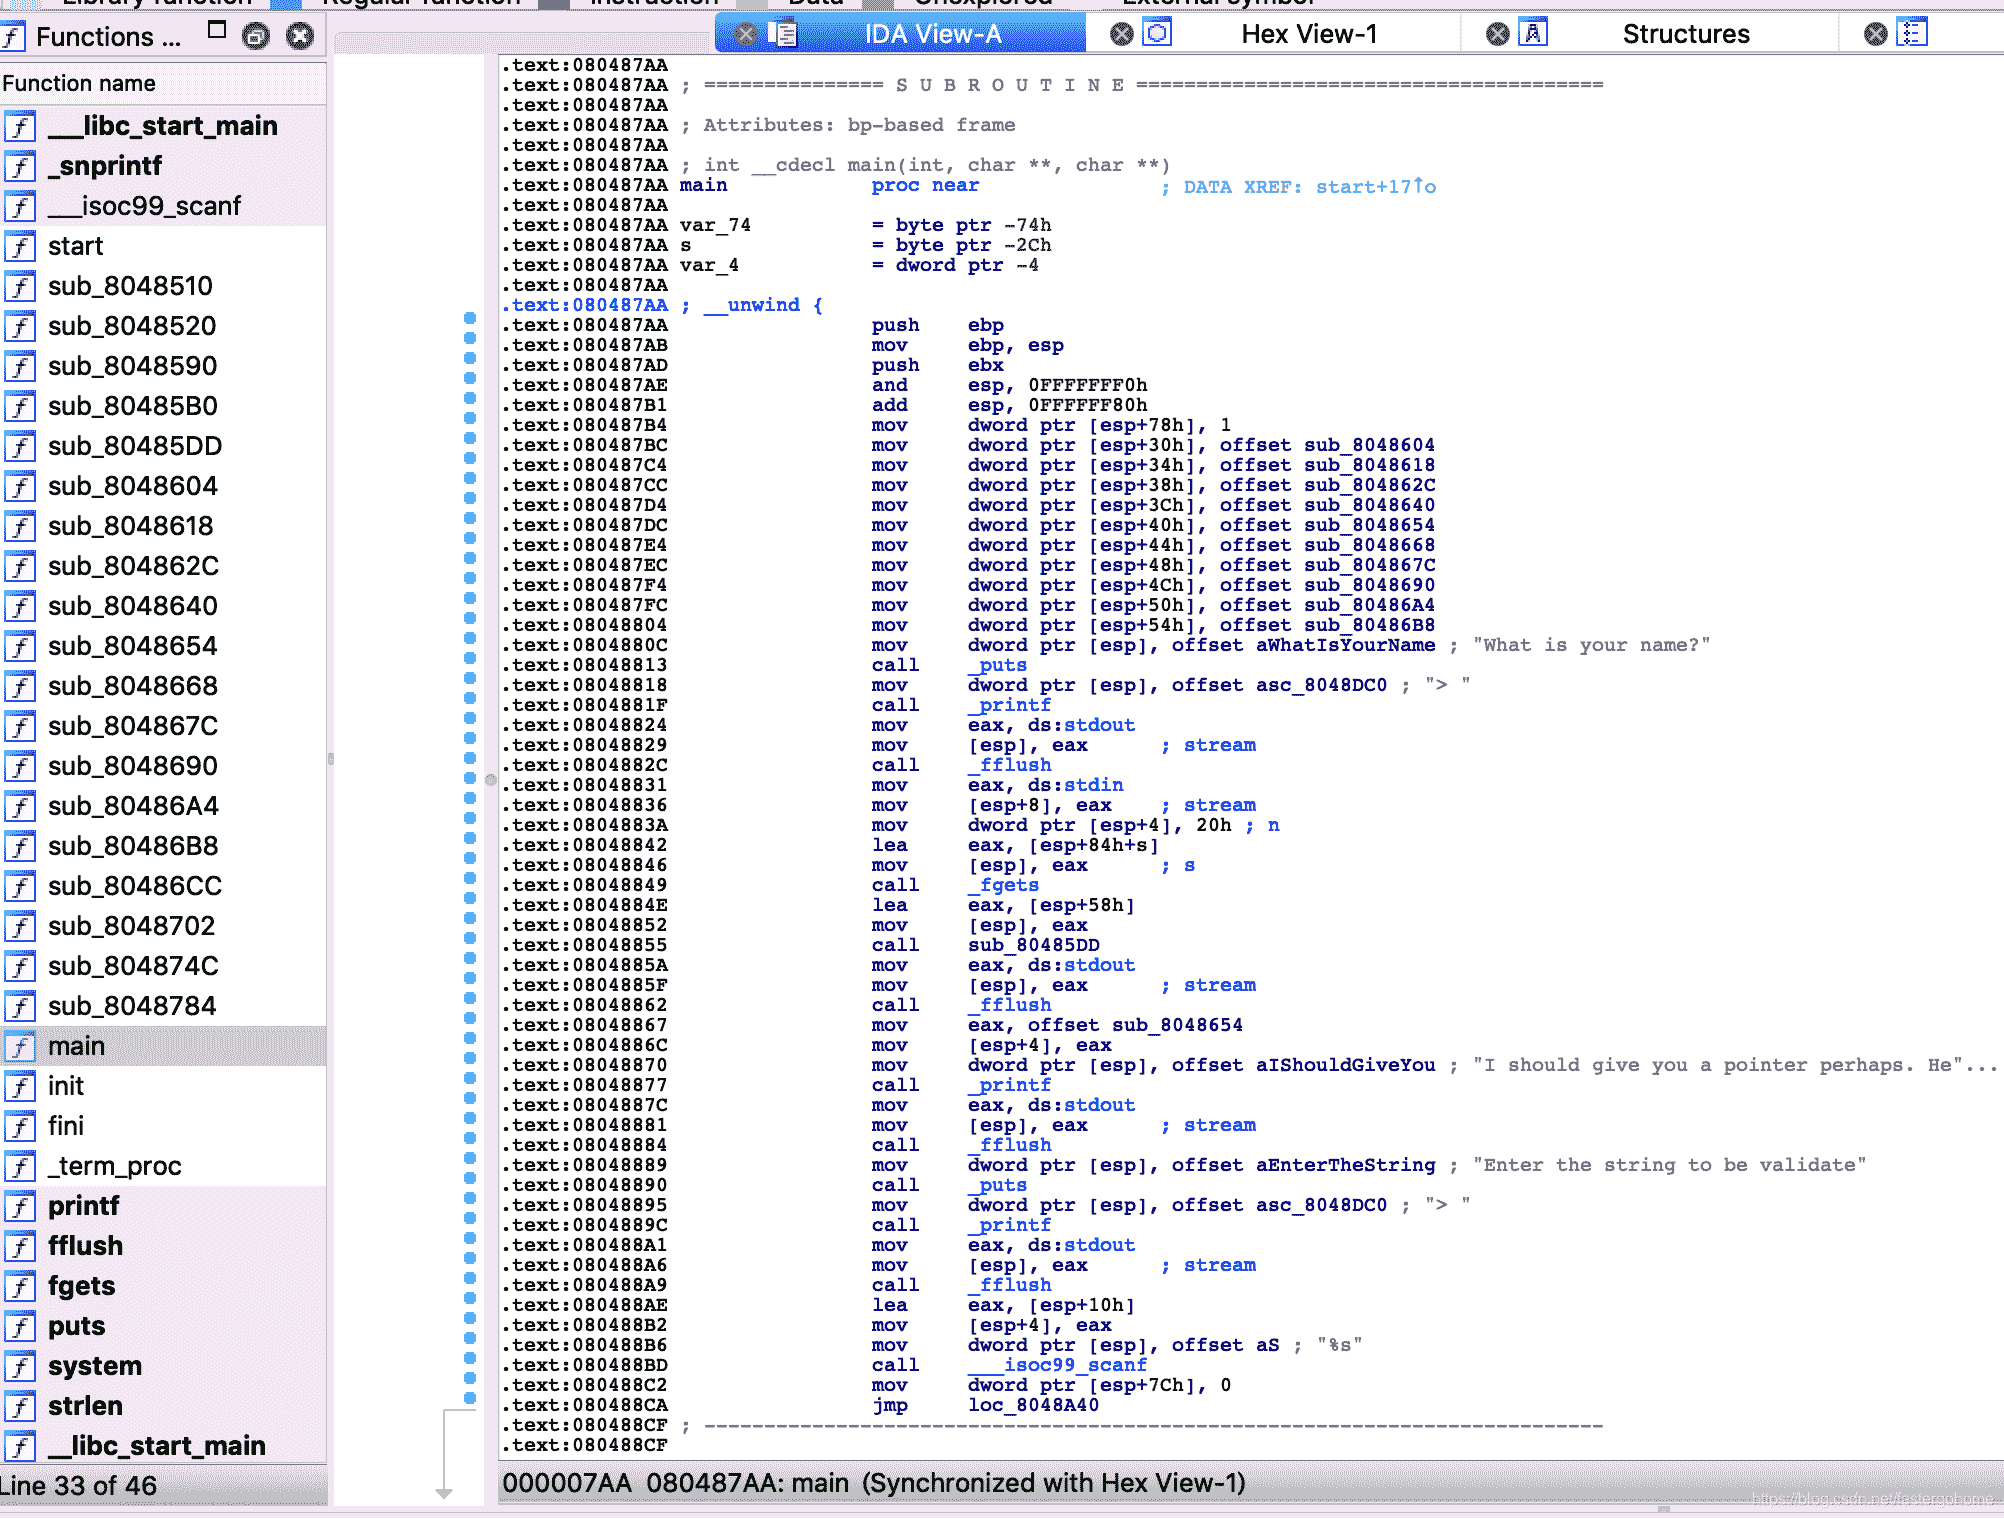 Library function Regular function Instruction Data Unexplored External symbol
Functions ...
IDA View-A
Hex View-1
Structures
Function name
___libc_start_main
_snprintf
___isoc99_scanf
start
sub_8048510
sub_8048520
sub_8048590
sub_80485B0
sub_80485DD
sub_8048604
sub_8048618
sub_804862C
sub_8048640
sub_8048654
sub_8048668
sub_804867C
sub_8048690
sub_80486A4
sub_80486B8
sub_80486CC
sub_8048702
sub_804874C
sub_8048784
main
init
fini
_term_proc
printf
fflush
fgets
puts
system
strlen
__libc_start_main
Line 33 of 46
.text:080487AA
.text:080487AA ; =============== S U B R O U T I N E =======================================
.text:080487AA
.text:080487AA ; Attributes: bp-based frame
.text:080487AA
.text:080487AA ; int __cdecl main(int, char **, char **)
.text:080487AA main proc near ; DATA XREF: start+17↑o
.text:080487AA
.text:080487AA var_74 = byte ptr -74h
.text:080487AA s = byte ptr -2Ch
.text:080487AA var_4 = dword ptr -4
.text:080487AA
.text:080487AA ; __unwind {
.text:080487AA push ebp
.text:080487AB mov ebp, esp
.text:080487AD push ebx
.text:080487AE and esp, 0FFFFFFF0h
.text:080487B1 add esp, 0FFFFFF80h
.text:080487B4 mov dword ptr [esp+78h], 1
.text:080487BC mov dword ptr [esp+30h], offset sub_8048604
.text:080487C4 mov dword ptr [esp+34h], offset sub_8048618
.text:080487CC mov dword ptr [esp+38h], offset sub_804862C
.text:080487D4 mov dword ptr [esp+3Ch], offset sub_8048640
.text:080487DC mov dword ptr [esp+40h], offset sub_8048654
.text:080487E4 mov dword ptr [esp+44h], offset sub_8048668
.text:080487EC mov dword ptr [esp+48h], offset sub_804867C
.text:080487F4 mov dword ptr [esp+4Ch], offset sub_8048690
.text:080487FC mov dword ptr [esp+50h], offset sub_80486A4
.text:08048804 mov dword ptr [esp+54h], offset sub_80486B8
.text:0804880C mov dword ptr [esp], offset aWhatIsYourName ; "What is your name?"
.text:08048813 call _puts
.text:08048818 mov dword ptr [esp], offset asc_8048DC0 ; "> "
.text:0804881F call _printf
.text:08048824 mov eax, ds:stdout
.text:08048829 mov [esp], eax ; stream
.text:0804882C call _fflush
.text:08048831 mov eax, ds:stdin
.text:08048836 mov [esp+8], eax ; stream
.text:0804883A mov dword ptr [esp+4], 20h ; n
.text:08048842 lea eax, [esp+84h+s]
.text:08048846 mov [esp], eax ; s
.text:08048849 call _fgets
.text:0804884E lea eax, [esp+58h]
.text:08048852 mov [esp], eax
.text:08048855 call sub_80485DD
.text:0804885A mov eax, ds:stdout
.text:0804885F mov [esp], eax ; stream
.text:08048862 call _fflush
.text:08048867 mov eax, offset sub_8048654
.text:0804886C mov [esp+4], eax
.text:08048870 mov dword ptr [esp], offset aIShouldGiveYou ; "I should give you a pointer perhaps. He"...
.text:08048877 call _printf
.text:0804887C mov eax, ds:stdout
.text:08048881 mov [esp], eax ; stream
.text:08048884 call _fflush
.text:08048889 mov dword ptr [esp], offset aEnterTheString ; "Enter the string to be validate"
.text:08048890 call _puts
.text:08048895 mov dword ptr [esp], offset asc_8048DC0 ; "> "
.text:0804889C call _printf
.text:080488A1 mov eax, ds:stdout
.text:080488A6 mov [esp], eax ; stream
.text:080488A9 call _fflush
.text:080488AE lea eax, [esp+10h]
.text:080488B2 mov [esp+4], eax
.text:080488B6 mov dword ptr [esp], offset aS ; "%s"
.text:080488BD call ___isoc99_scanf
.text:080488C2 mov dword ptr [esp+7Ch], 0
.text:080488CA jmp loc_8048A40
.text:080488CF ; ---------------------------------------------------------------------------
.text:080488CF
000007AA 080487AA: main (Synchronized with Hex View-1)
https://blog.csdn.net/fastergohome